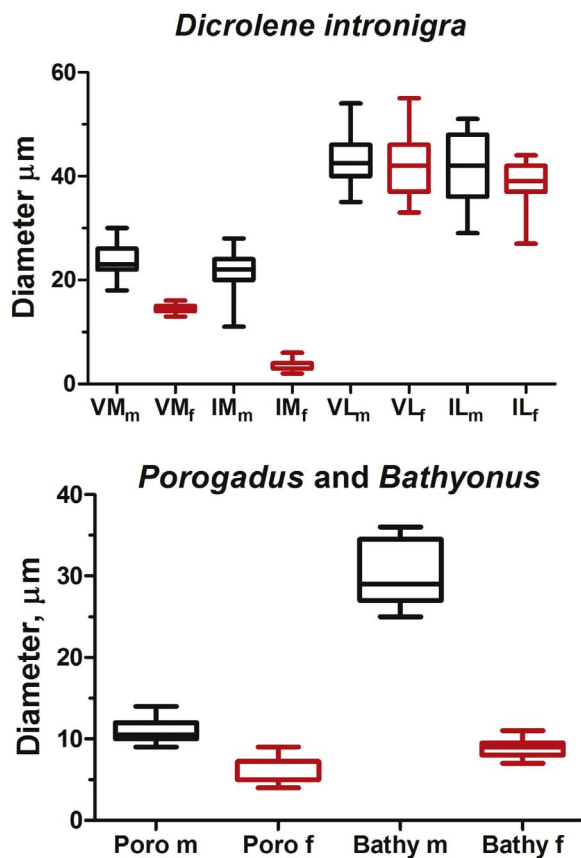 Dicrolene intronigra
Diameter μm
60
40
20
0
VMm VMf IMm IMf VLm VLf ILm ILf
Porogadus and Bathyonus
Diameter, μm
40
30
20
10
0
Poro m Poro f Bathy m Bathy f